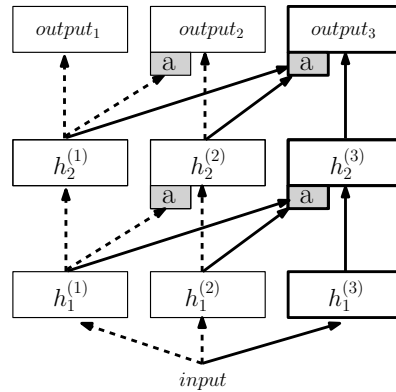 output₁ output₂ output₃
a a
h₂⁽¹⁾ h₂⁽²⁾ h₂⁽³⁾
a a
h₁⁽¹⁾ h₁⁽²⁾ h₁⁽³⁾
input